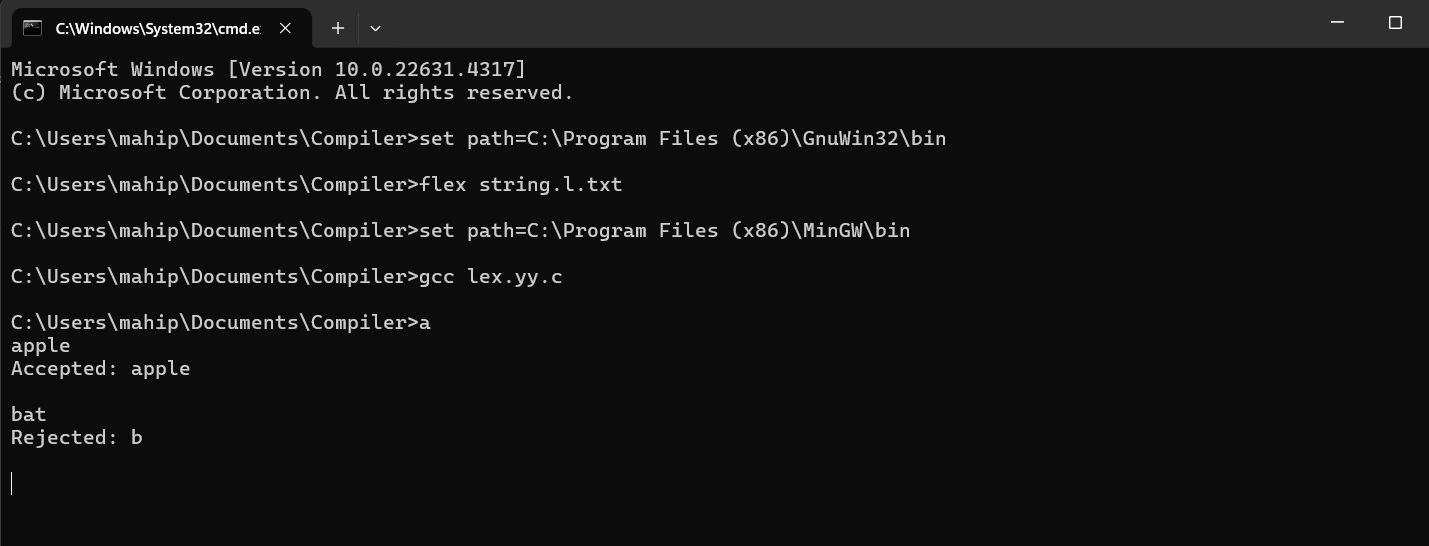 C:\Windows\System32\cmd.e
Microsoft Windows [Version 10.0.22631.4317]
(c) Microsoft Corporation. All rights reserved.
C:\Users\mahip\Documents\Compiler>set path=C:\Program Files (x86)\GnuWin32\bin
C:\Users\mahip\Documents\Compiler>flex string.l.txt
C:\Users\mahip\Documents\Compiler>set path=C:\Program Files (x86)\MinGW\bin
C:\Users\mahip\Documents\Compiler>gcc lex.yy.c
C:\Users\mahip\Documents\Compiler>a
apple
Accepted: apple
bat
Rejected: b